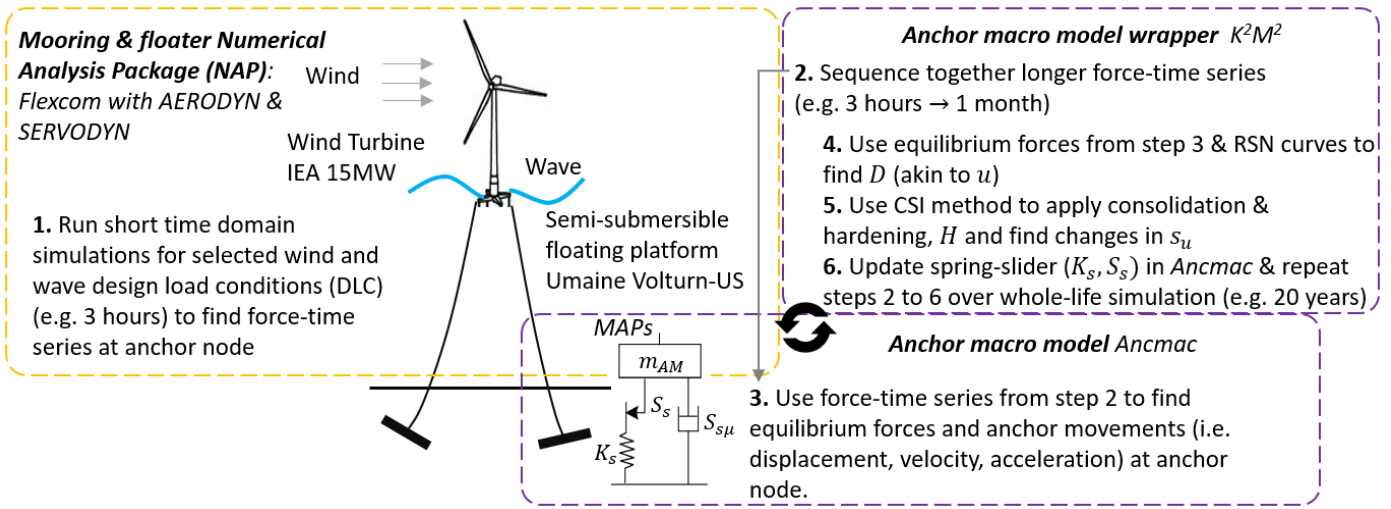 Mooring & floater Numerical
Analysis Package (NAP):
Flexcom with AERODYN &
SERVODYN
Wind
Wind Turbine
IEA 15MW
Wave
Semi-submersible
floating platform
Umaine Volturn-US
1. Run short time domain
simulations for selected wind and
wave design load conditions (DLC)
(e.g. 3 hours) to find force-time
series at anchor node
Anchor macro model wrapper K²M²
2. Sequence together longer force-time series
(e.g. 3 hours → 1 month)
4. Use equilibrium forces from step 3 & RSN curves to
find D (akin to u)
5. Use CSI method to apply consolidation &
hardening, H and find changes in s_u
6. Update spring-slider (K_s, S_s) in Ancmac & repeat
steps 2 to 6 over whole-life simulation (e.g. 20 years)
MAPs
m_AM
S_s
S_sμ
K_s
Anchor macro model Ancmac
3. Use force-time series from step 2 to find
equilibrium forces and anchor movements (i.e.
displacement, velocity, acceleration) at anchor
node.